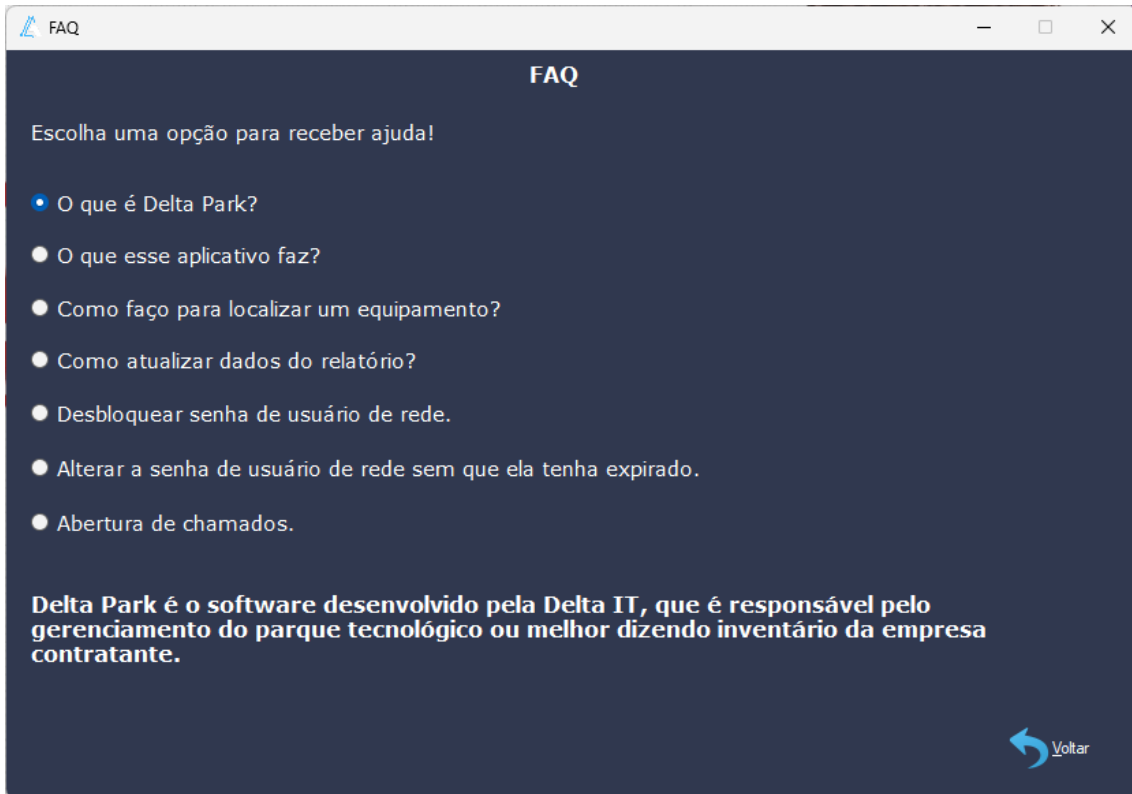 FAQ
FAQ
Escolha uma opção para receber ajuda!
O que é Delta Park?
O que esse aplicativo faz?
Como faço para localizar um equipamento?
Como atualizar dados do relatório?
Desbloquear senha de usuário de rede.
Alterar a senha de usuário de rede sem que ela tenha expirado.
Abertura de chamados.
Delta Park é o software desenvolvido pela Delta IT, que é responsável pelo
gerenciamento do parque tecnológico ou melhor dizendo inventário da empresa
contratante.
Voltar